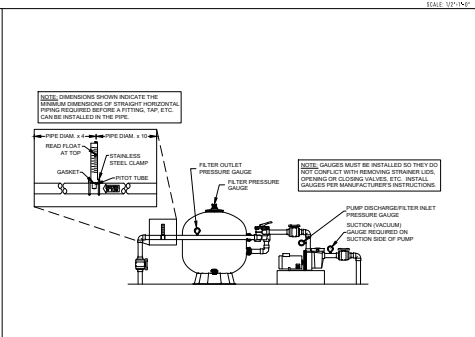 SCALE: 1/2"=1'-0"
NOTE: DIMENSIONS SHOWN INDICATE THE
MINIMUM DIMENSIONS OF STRAIGHT HORIZONTAL
PIPING REQUIRED BEFORE A FITTING, TAP, ETC.
CAN BE INSTALLED IN THE PIPE.
PIPE DIAM. x 4
PIPE DIAM. x 10
READ FLOAT
AT TOP
STAINLESS
STEEL CLAMP
GASKET
PITOT TUBE
FILTER OUTLET
PRESSURE GAUGE
FILTER PRESSURE
GAUGE
NOTE: GAUGES MUST BE INSTALLED SO THEY DO
NOT CONFLICT WITH REMOVING STRAINER LIDS,
OPENING OR CLOSING VALVES, ETC. INSTALL
GAUGES PER MANUFACTURER'S INSTRUCTIONS.
PUMP DISCHARGE/FILTER INLET
PRESSURE GAUGE
SUCTION (VACUUM)
GAUGE REQUIRED ON
SUCTION SIDE OF PUMP